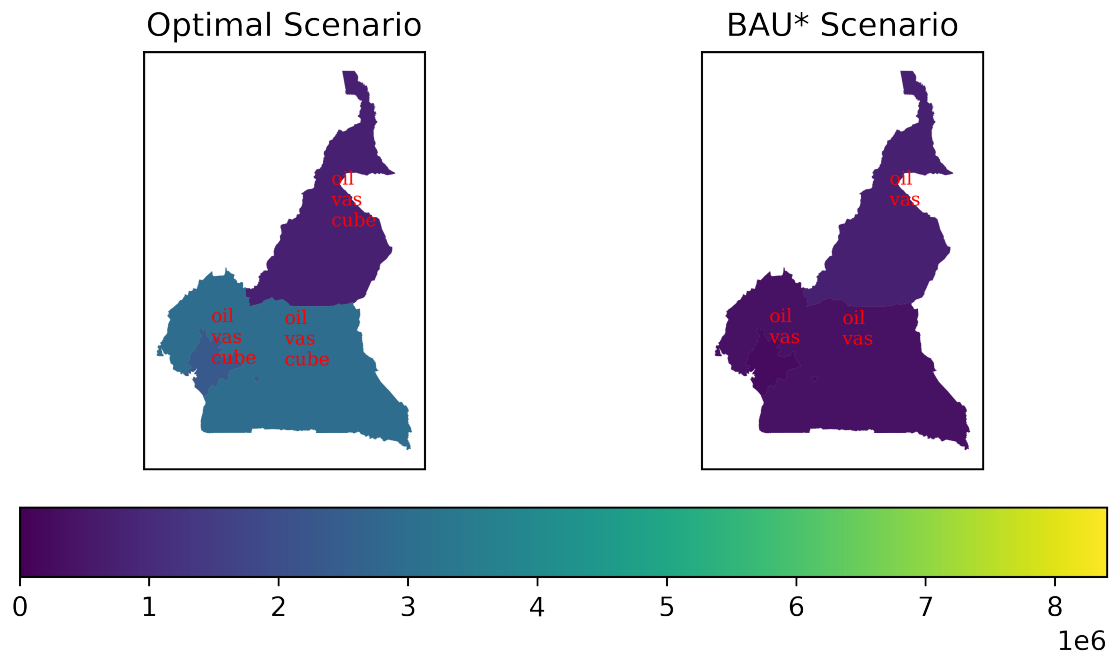 Optimal Scenario
BAU* Scenario
oil
vas
cube
oil
vas
cube
oil
vas
cube
oil
vas
oil
vas
oil
vas
0 1 2 3 4 5 6 7 8
1e6